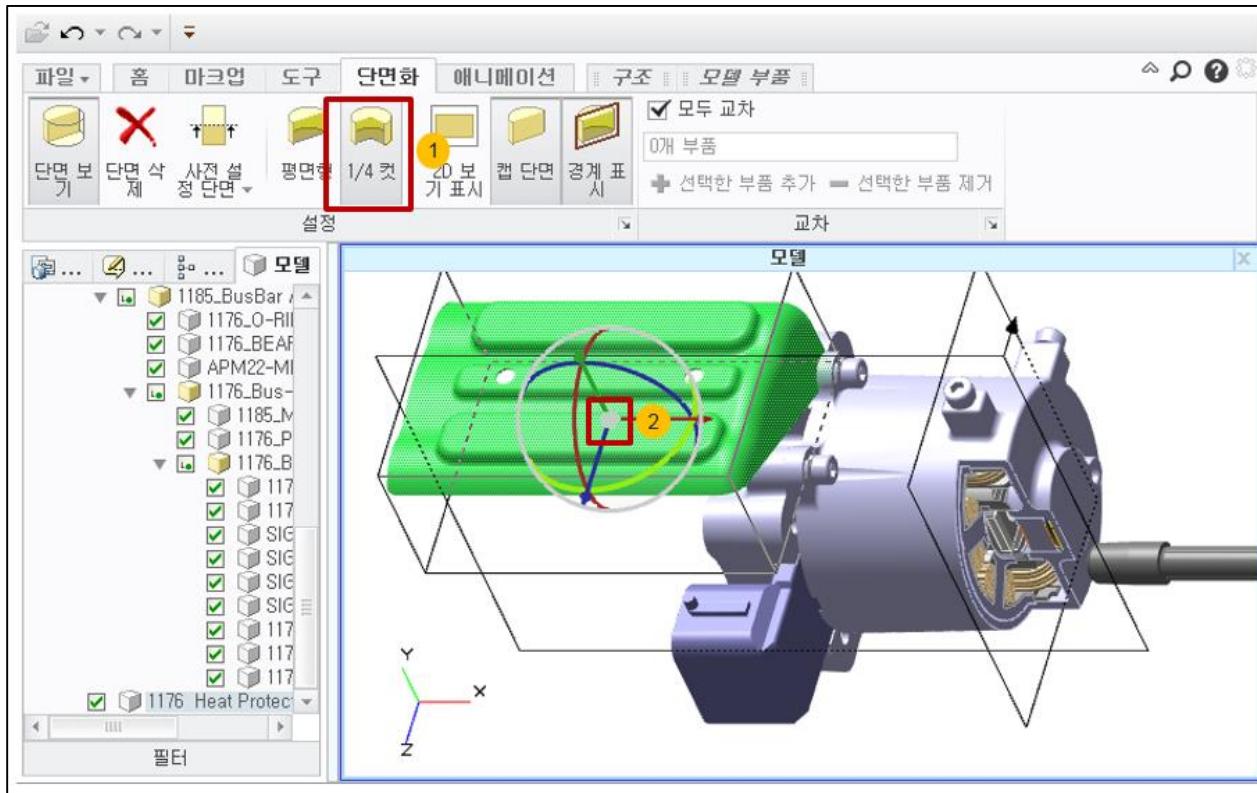 파일
홈
마크업
도구
단면화
애니메이션
구조
모델 부품
단면 보기
단면 삭제
사전 설정 단면
평면형
1/4 컷
1
2D 보기 표시
캡 단면
경계 표시
모두 교차
0개 부품
선택한 부품 추가
선택한 부품 제거
설정
교차
...
...
...
모델
모델
1185_BusBar
1176_O-RI
1176_BEAF
APM22-MI
1176_Bus-
1185_M
1176_P
1176_B
117
117
SIG
SIG
SIG
SIG
117
117
117
1176 Heat Protec
필터
2
Y
X
Z